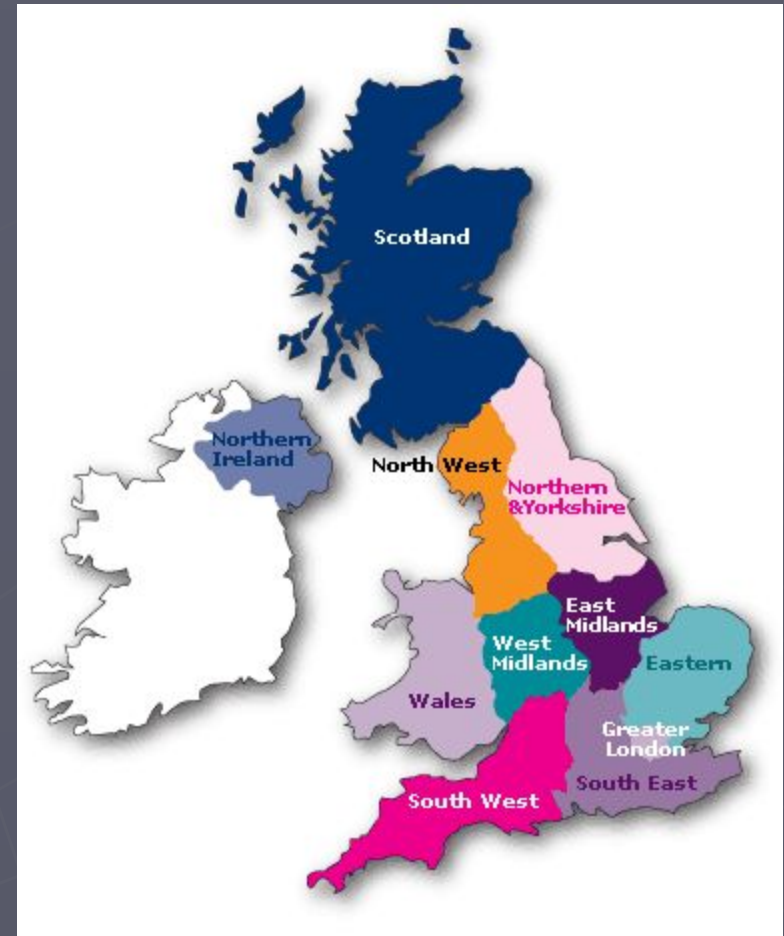 Scotland
Northern
Ireland
North West
Northern
&Yorkshire
East
Midlands
West
Midlands
Eastern
Wales
Greater
London
South East
South West